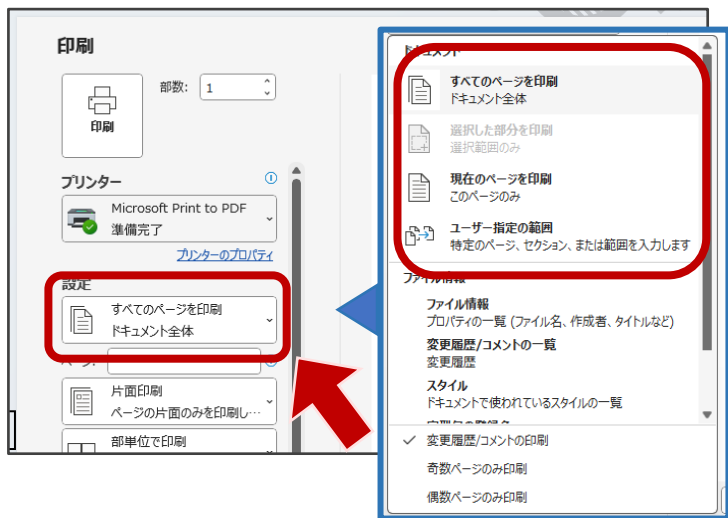 印刷
部数: 1
印刷
プリンター
Microsoft Print to PDF
準備完了
プリンターのプロパティ
設定
すべてのページを印刷
ドキュメント全体
ページ:
片面印刷
ページの片面のみを印刷し…
部単位で印刷
ドキュメント
すべてのページを印刷
ドキュメント全体
選択した部分を印刷
選択範囲のみ
現在のページを印刷
このページのみ
ユーザー指定の範囲
特定のページ、セクション、または範囲を入力します
ファイル情報
ファイル情報
プロパティの一覧 (ファイル名、作成者、タイトルなど)
変更履歴/コメントの一覧
変更履歴
スタイル
ドキュメントで使われているスタイルの一覧
変更履歴/コメントの印刷
奇数ページのみ印刷
偶数ページのみ印刷